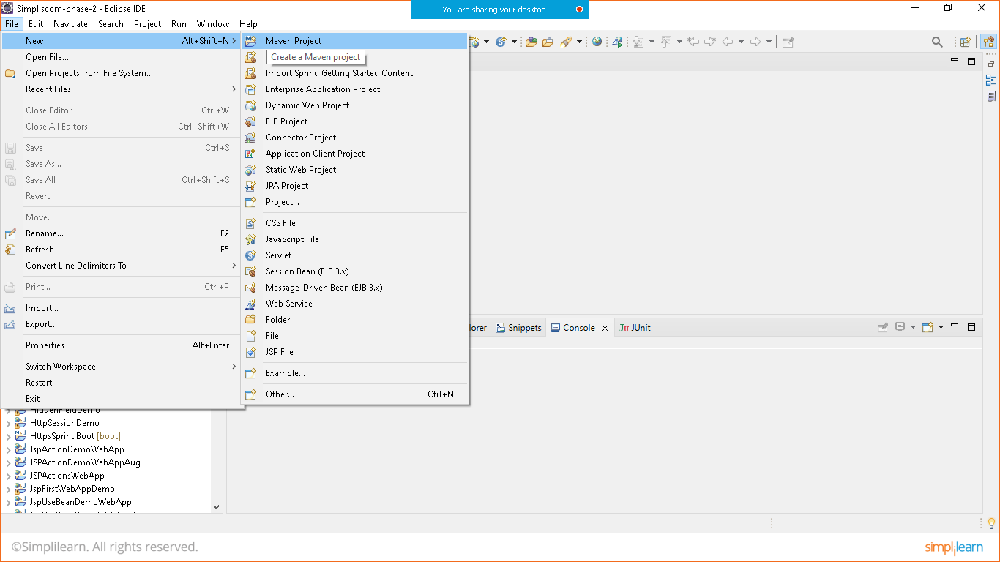 Simpliscom-phase-2 - Eclipse IDE
You are sharing your desktop
File Edit Navigate Search Project Run Window Help
New Alt+Shift+N
Open File...
Open Projects from File System...
Recent Files
Close Editor Ctrl+W
Close All Editors Ctrl+Shift+W
Save Ctrl+S
Save As...
Save All Ctrl+Shift+S
Revert
Move...
Rename... F2
Refresh F5
Convert Line Delimiters To
Print... Ctrl+P
Import...
Export...
Properties Alt+Enter
Switch Workspace
Restart
Exit
Maven Project
Create a Maven project
Import Spring Getting Started Content
Enterprise Application Project
Dynamic Web Project
EJB Project
Connector Project
Application Client Project
Static Web Project
JPA Project
Project...
CSS File
JavaScript File
Servlet
Session Bean (EJB 3.x)
Message-Driven Bean (EJB 3.x)
Web Service
Folder
File
JSP File
Example...
Other... Ctrl+N
lorer Snippets Console Ju JUnit
HiddenFieldDemo
HttpSessionDemo
HttpsSpringBoot [boot]
JspActionDemoWebApp
JSPActionDemoWebAppAug
JSPActionsWebApp
JspFirstWebAppDemo
JspUseBeanDemoWebApp
©Simplilearn. All rights reserved.
simplilearn